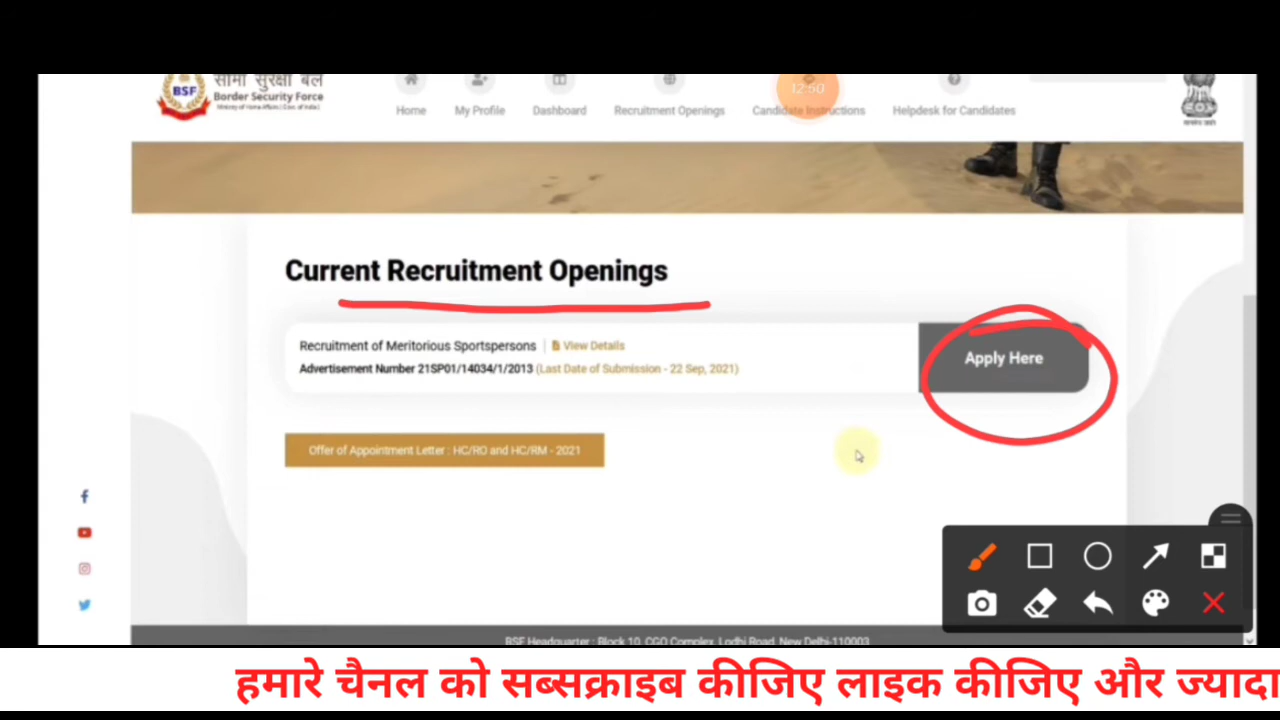 सीमा सुरक्षा बल
BSF
Border Security Force
12:50
Home
My Profile
Dashboard
Recruitment Openings
Candidate Instructions
Helpdesk for Candidates
Current Recruitment Openings
Recruitment of Meritorious Sportspersons | View Details
Advertisement Number 21SP01/14034/1/2013 (Last Date of Submission - 22 Sep, 2021)
Apply Here
Offer of Appointment Letter : HC/RO and HC/RM - 2021
BSF Headquarter : Block 10, CGO Complex, Lodhi Road, New Delhi-110003
हमारे चैनल को सब्सक्राइब कीजिए लाइक कीजिए और ज्यादा